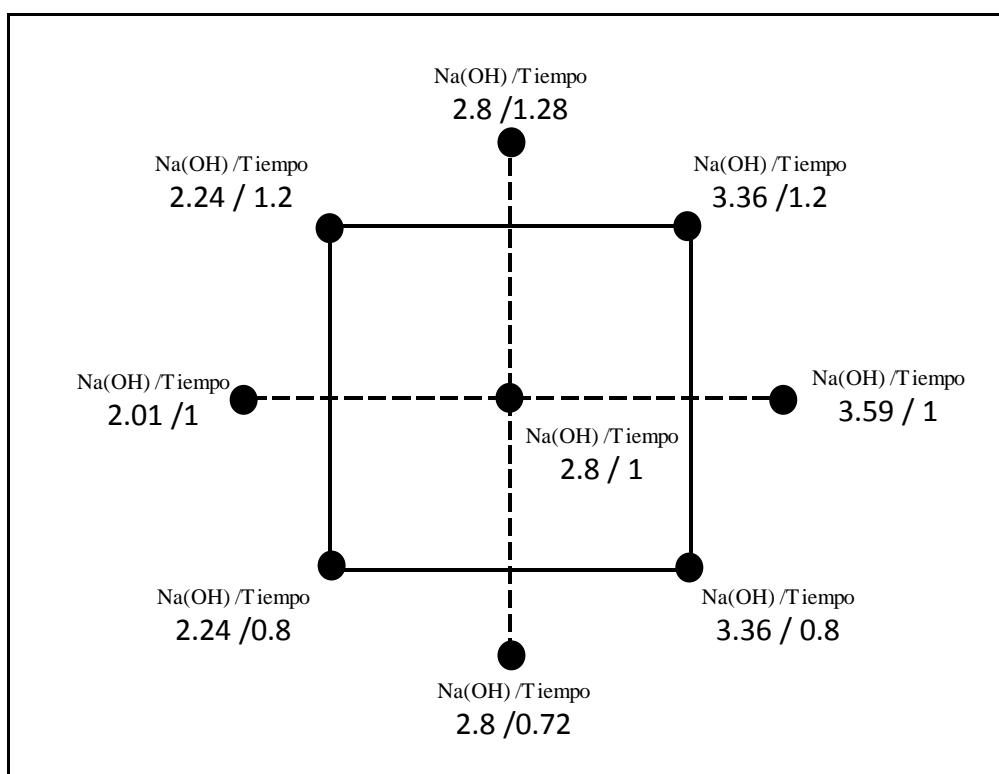 Na(OH) /Tiempo
2.8 /1.28
Na(OH) /Tiempo
2.24 / 1.2
Na(OH) /Tiempo
3.36 /1.2
Na(OH) /Tiempo
2.01 /1
Na(OH) /Tiempo
3.59 / 1
Na(OH) /Tiempo
2.8 / 1
Na(OH) /Tiempo
2.24 /0.8
Na(OH) /Tiempo
3.36 / 0.8
Na(OH) /Tiempo
2.8 /0.72